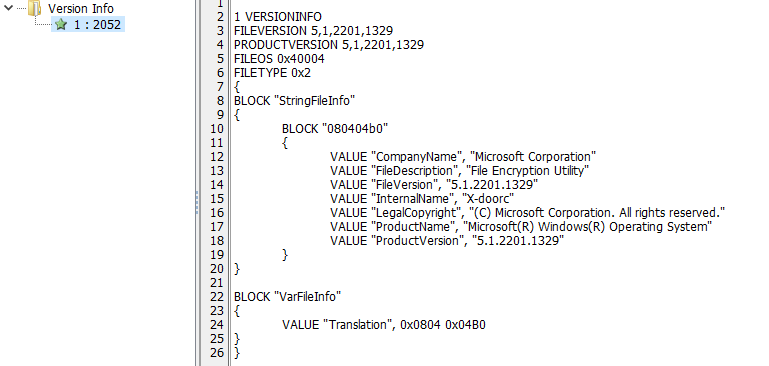 Version Info
1 : 2052
1
2 1 VERSIONINFO
3 FILEVERSION 5,1,2201,1329
4 PRODUCTVERSION 5,1,2201,1329
5 FILEOS 0x40004
6 FILETYPE 0x2
7 {
8 BLOCK "StringFileInfo"
9 {
10 BLOCK "080404b0"
11 {
12 VALUE "CompanyName", "Microsoft Corporation"
13 VALUE "FileDescription", "File Encryption Utility"
14 VALUE "FileVersion", "5.1.2201.1329"
15 VALUE "InternalName", "X-doorc"
16 VALUE "LegalCopyright", "(C) Microsoft Corporation. All rights reserved."
17 VALUE "ProductName", "Microsoft(R) Windows(R) Operating System"
18 VALUE "ProductVersion", "5.1.2201.1329"
19 }
20 }
21
22 BLOCK "VarFileInfo"
23 {
24 VALUE "Translation", 0x0804 0x04B0
25 }
26 }